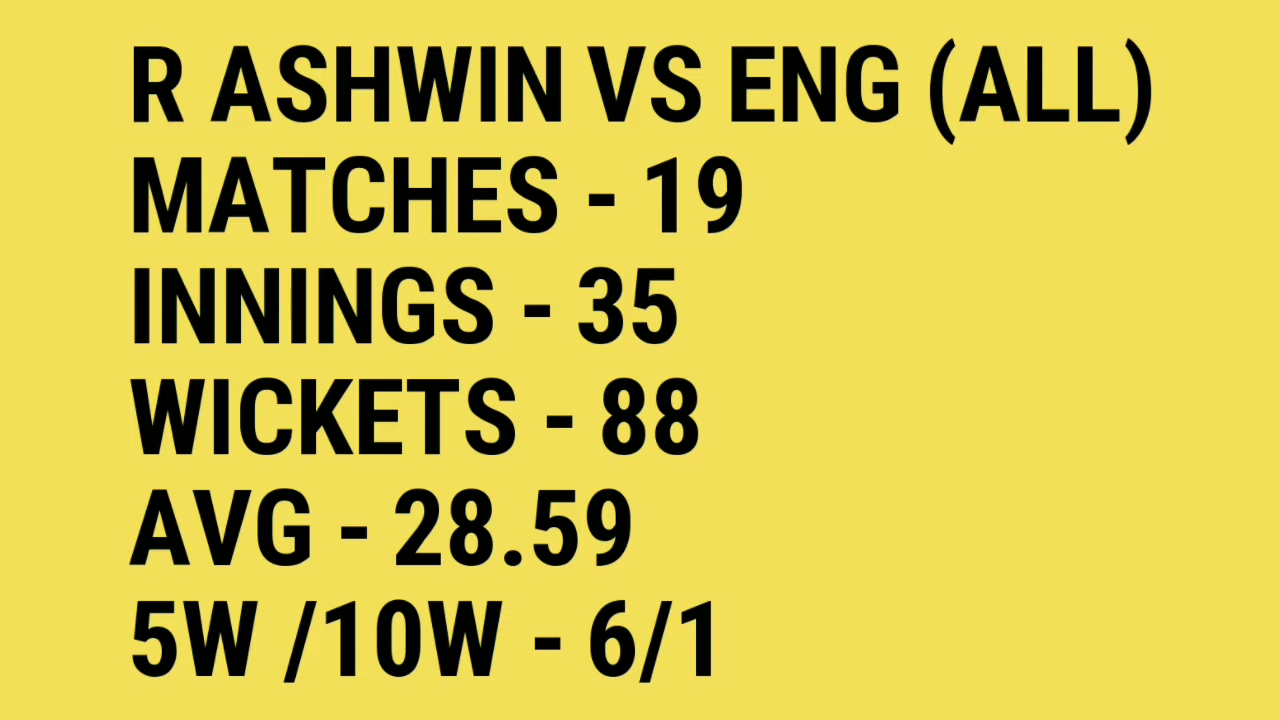 R ASHWIN VS ENG (ALL)
MATCHES - 19
INNINGS - 35
WICKETS - 88
AVG - 28.59
5W /10W - 6/1